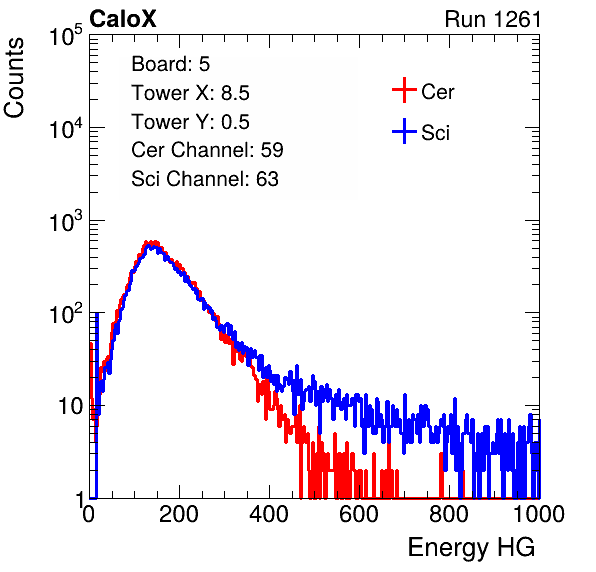 CaloX Run 1261
Counts
10^5
10^4
10^3
10^2
10
1
Board: 5
Tower X: 8.5
Tower Y: 0.5
Cer Channel: 59
Sci Channel: 63
Cer
Sci
0 200 400 600 800 1000
Energy HG